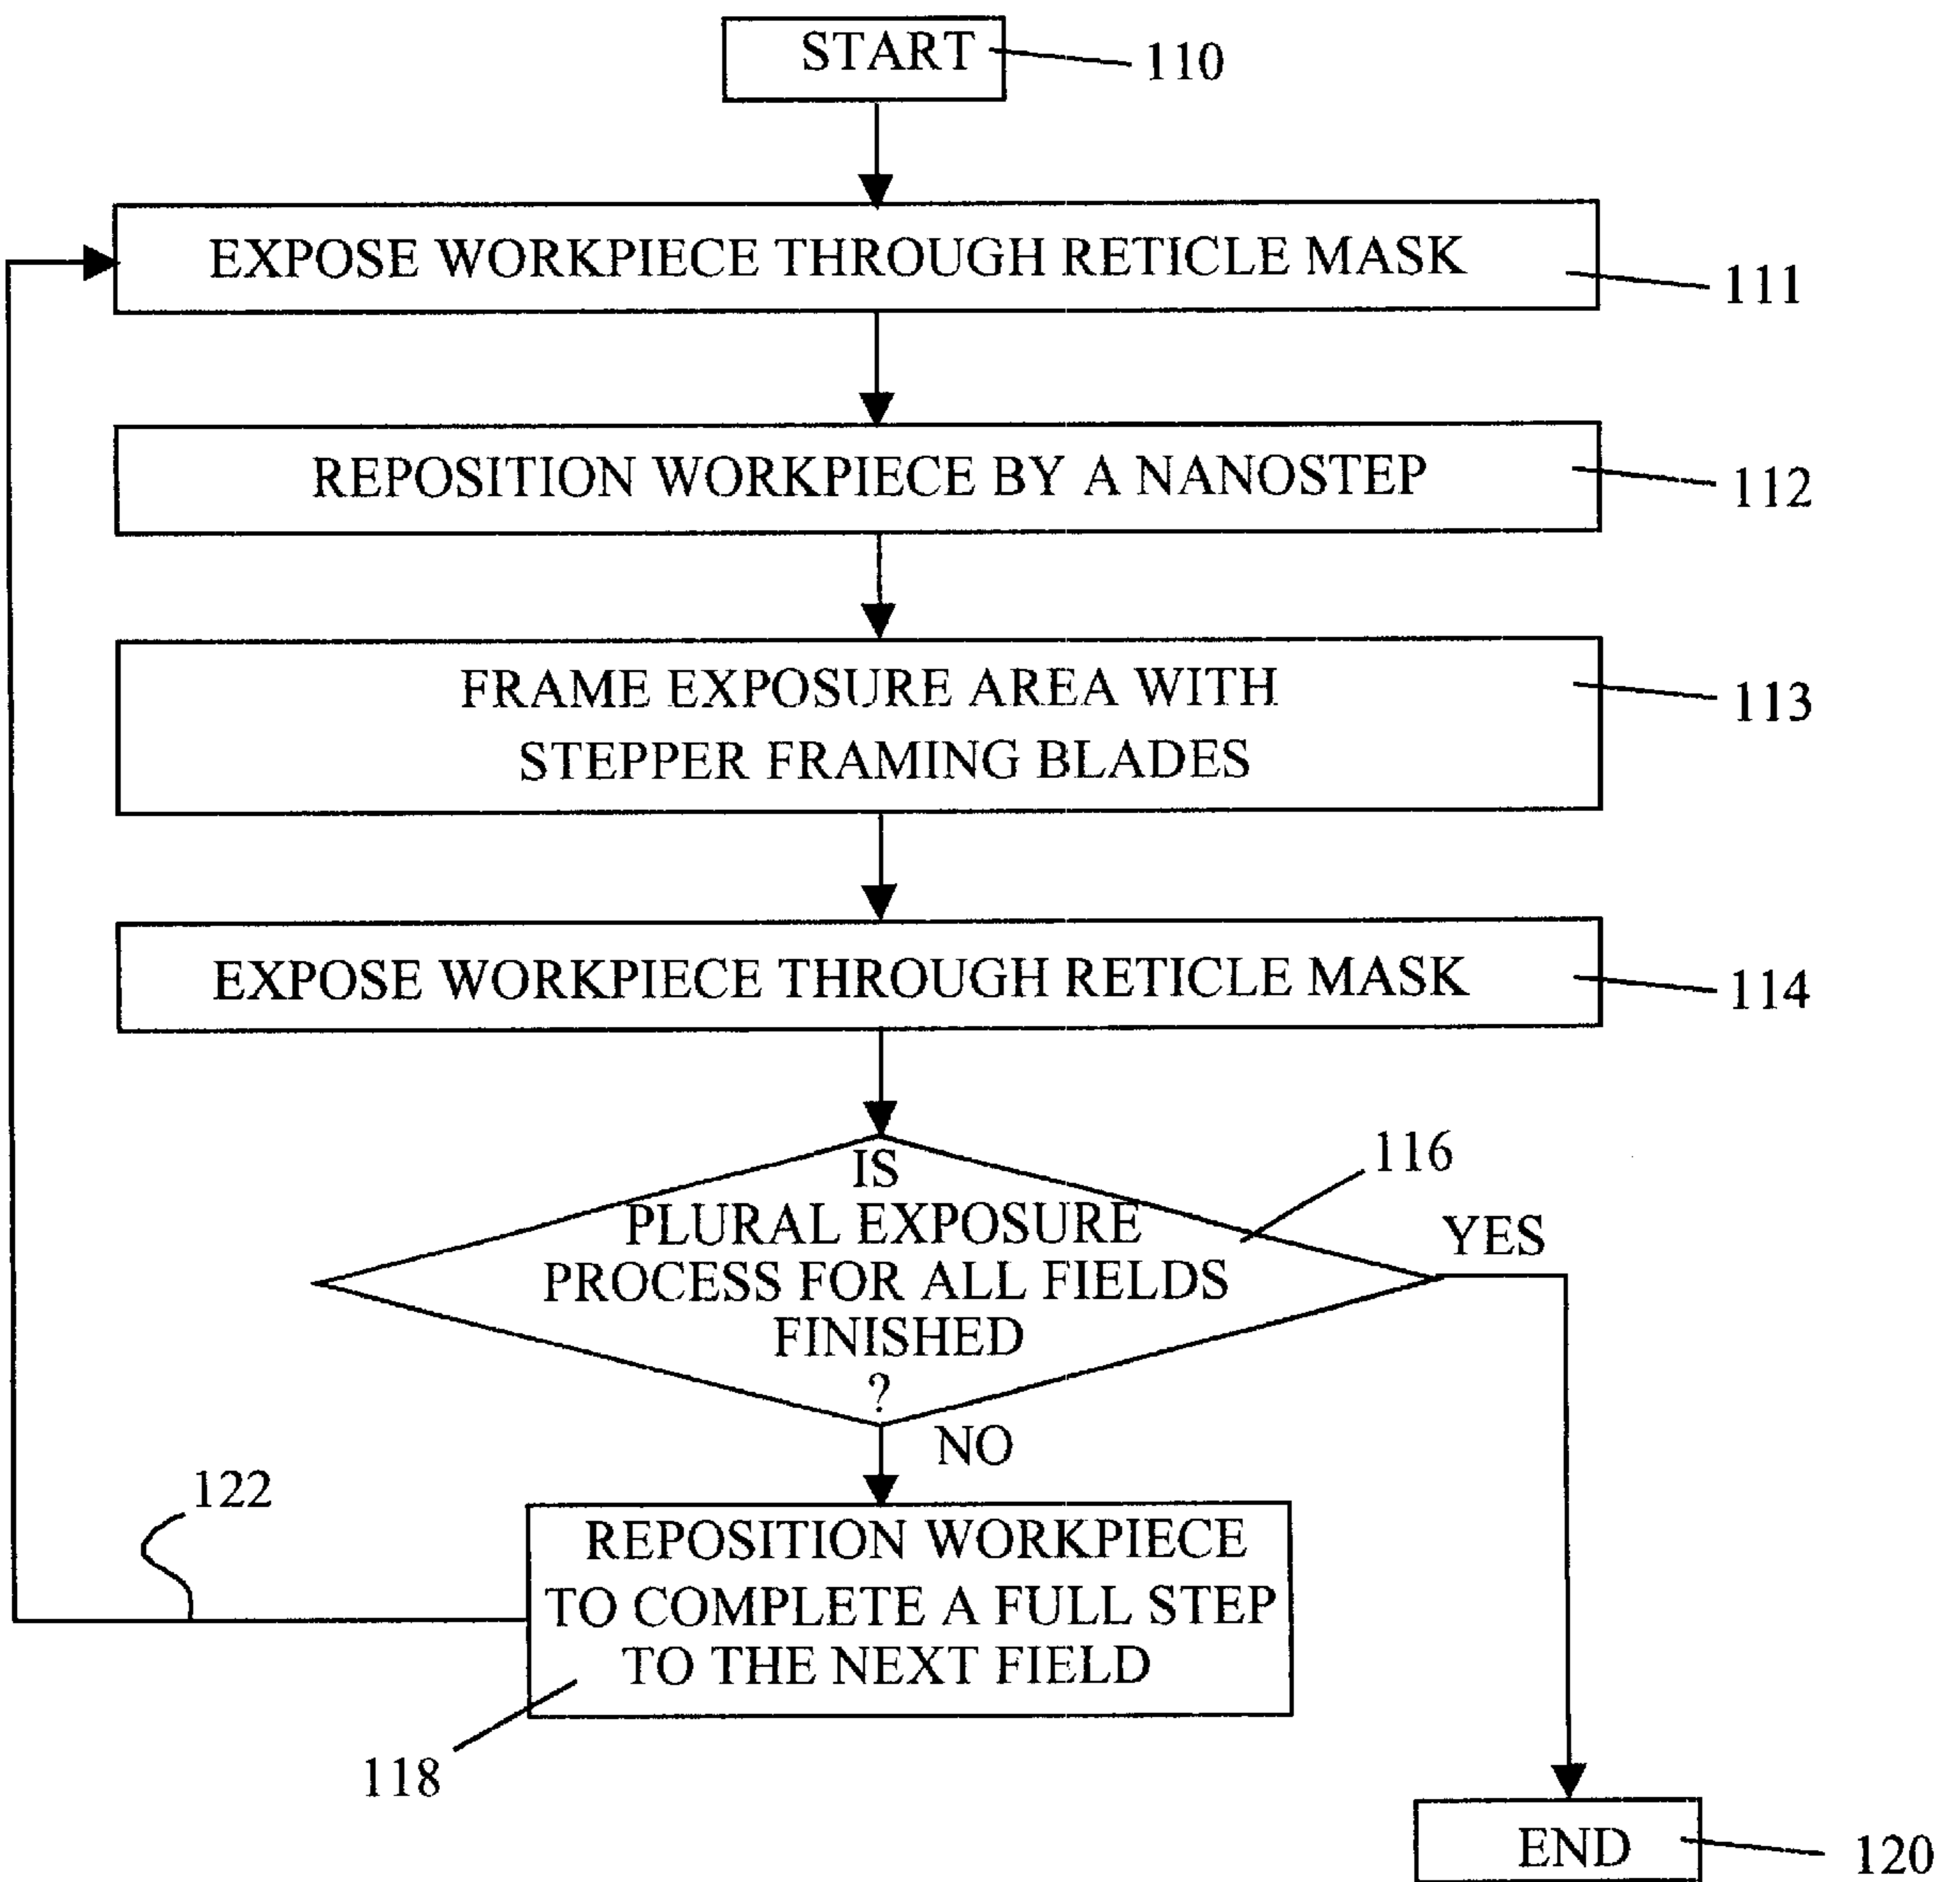 START
110
EXPOSE WORKPIECE THROUGH RETICLE MASK
111
REPOSITION WORKPIECE BY A NANOSTEP
112
FRAME EXPOSURE AREA WITH
STEPPER FRAMING BLADES
113
EXPOSE WORKPIECE THROUGH RETICLE MASK
114
IS
PLURAL EXPOSURE
PROCESS FOR ALL FIELDS
FINISHED
?
116
YES
NO
122
REPOSITION WORKPIECE
TO COMPLETE A FULL STEP
TO THE NEXT FIELD
118
END
120